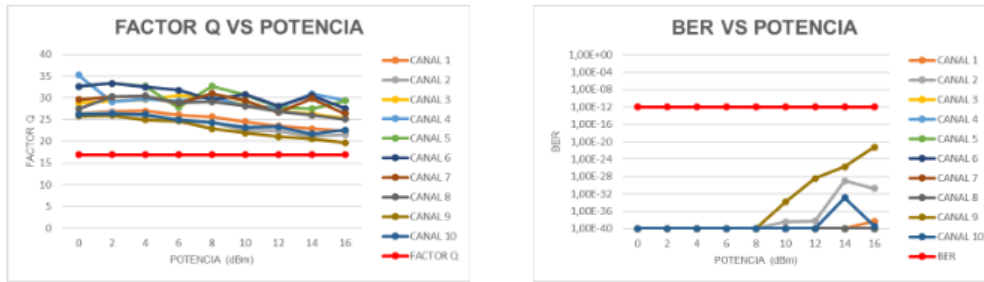 FACTOR Q VS POTENCIA
40
35
30
25
20
15
10
5
0
FACTOR Q
0 2 4 6 8 10 12 14 16
POTENCIA (dBm)
CANAL 1
CANAL 2
CANAL 3
CANAL 4
CANAL 5
CANAL 6
CANAL 7
CANAL 8
CANAL 9
CANAL 10
FACTOR Q
BER VS POTENCIA
1,00E+00
1,00E-04
1,00E-08
1,00E-12
1,00E-16
1,00E-20
1,00E-24
1,00E-28
1,00E-32
1,00E-36
1,00E-40
BER
0 2 4 6 8 10 12 14 16
POTENCIA (dBm)
CANAL 1
CANAL 2
CANAL 3
CANAL 4
CANAL 5
CANAL 6
CANAL 7
CANAL 8
CANAL 9
CANAL 10
BER